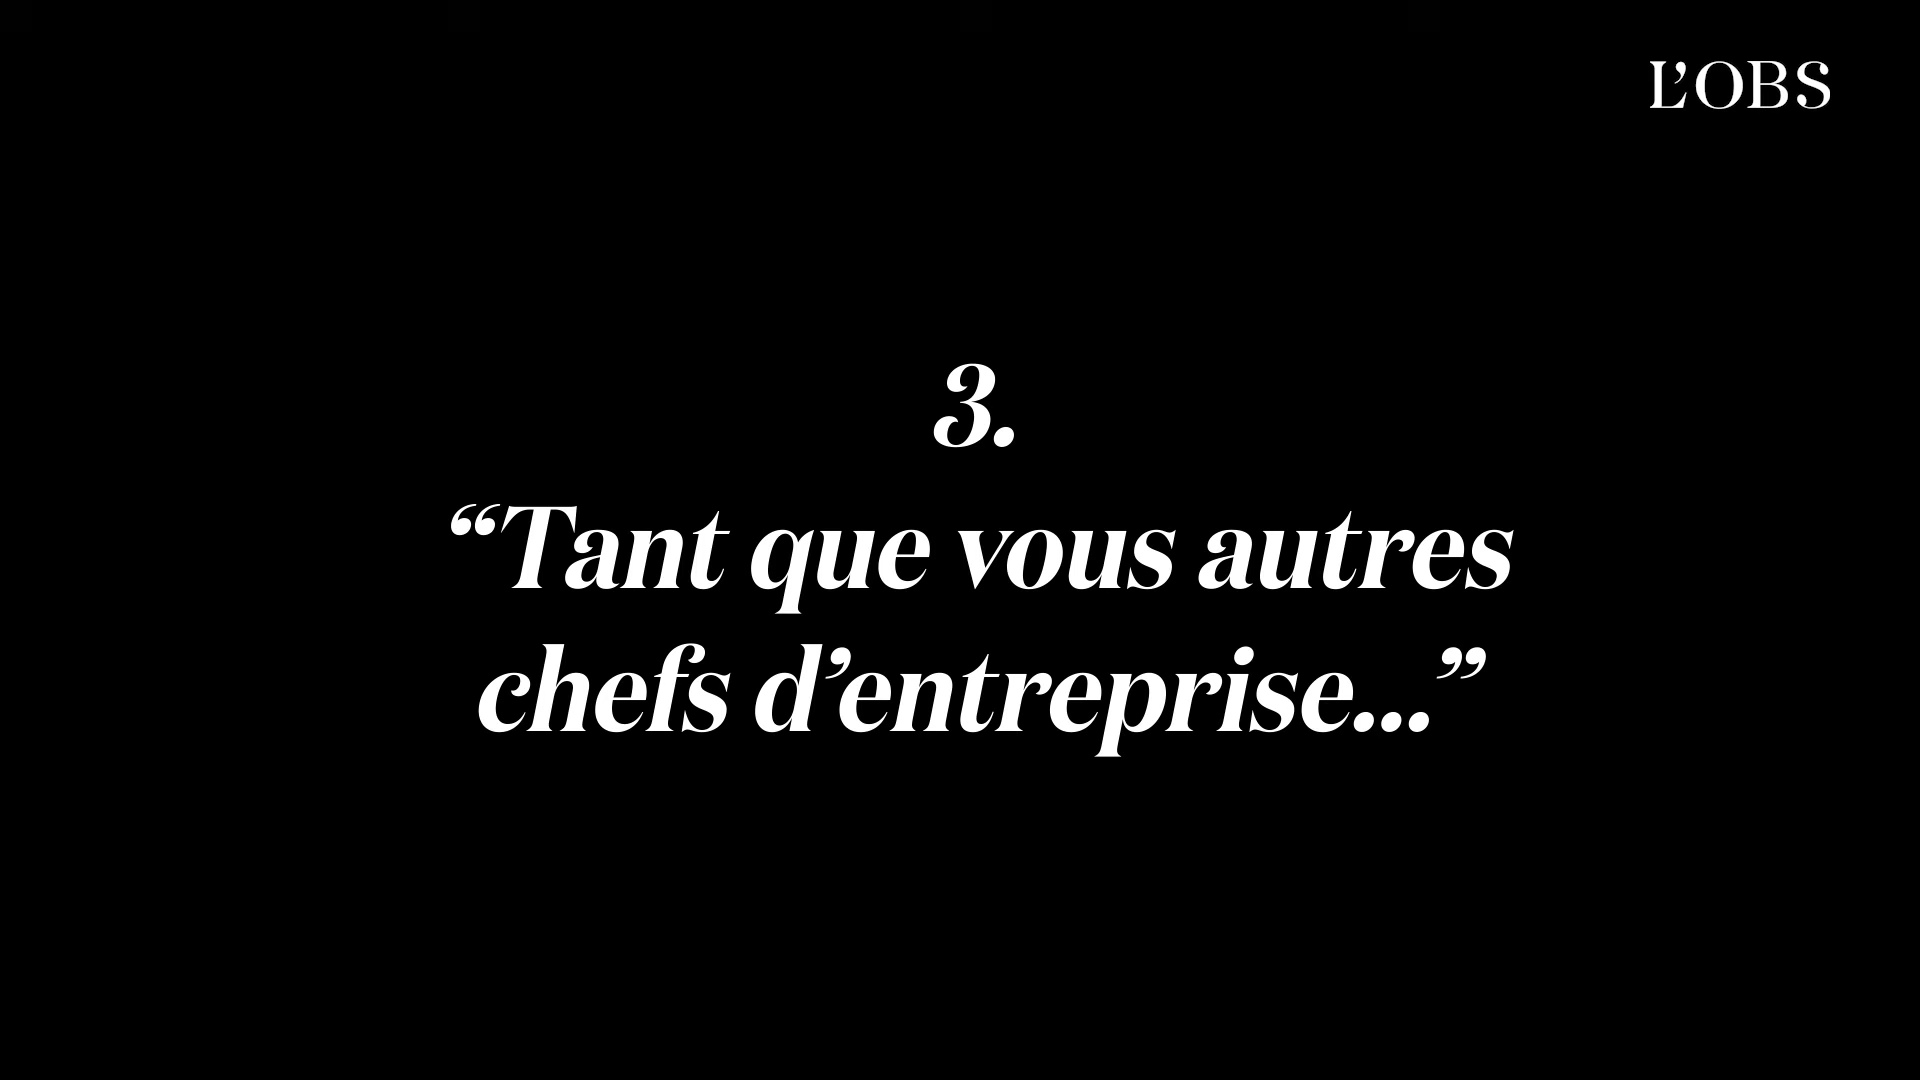 L’OBS
3.
“Tant que vous autres
chefs d’entreprise...”